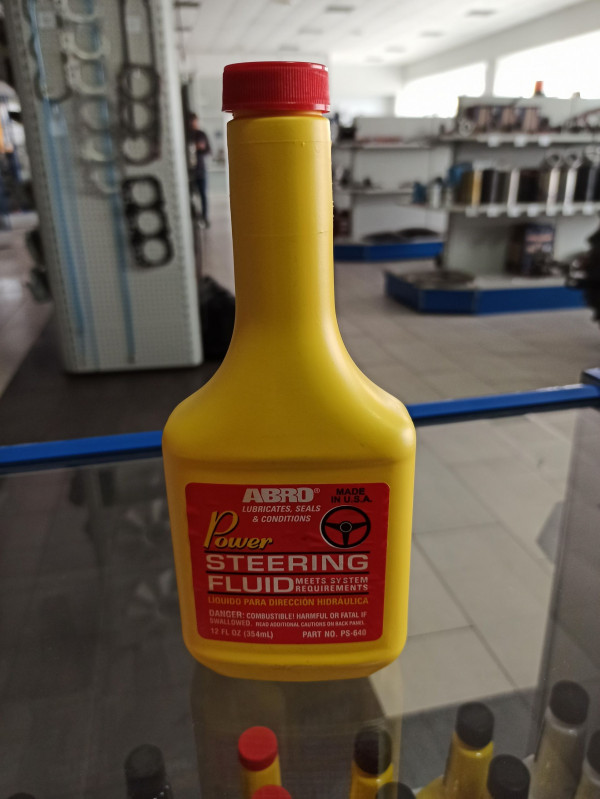 ABRO®
LUBRICATES, SEALS
& CONDITIONS
MADE
IN U.S.A.
Power
STEERING
FLUID MEETS SYSTEM
REQUIREMENTS
LIQUIDO PARA DIRECCIÓN HIDRÁULICA
DANGER: COMBUSTIBLE! HARMFUL OR FATAL IF
SWALLOWED. READ ADDITIONAL CAUTIONS ON BACK PANEL.
12 FL OZ (354mL) PART NO. PS-640